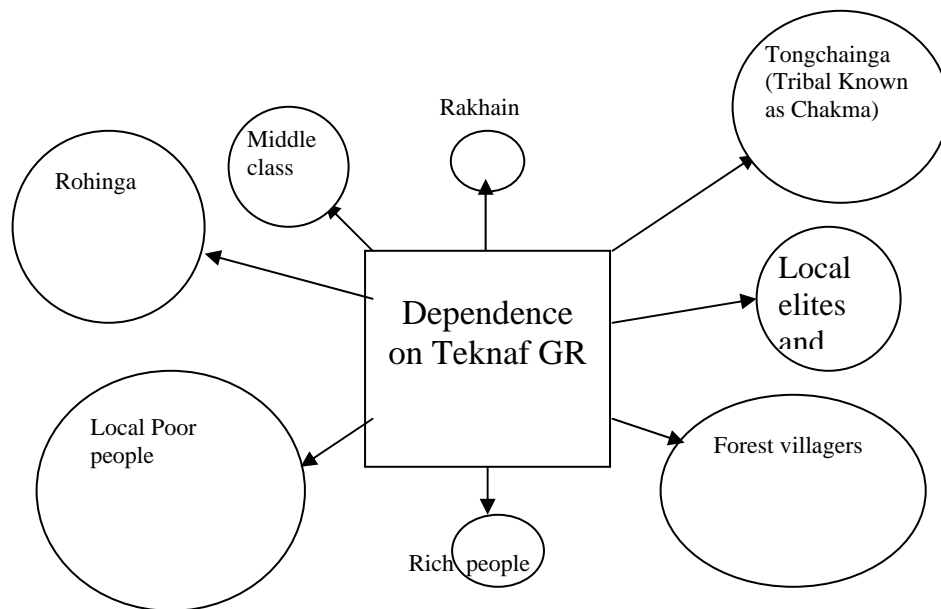 Tongchainga
(Tribal Known
as Chakma)
Rakhain
Middle
class
Rohinga
Local
elites
and
Dependence
on Teknaf GR
Local Poor
people
Forest villagers
Rich people